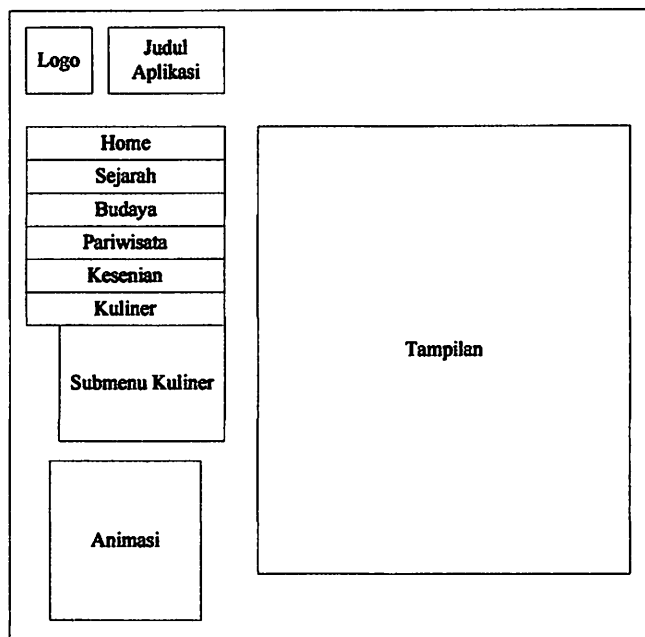 Logo
Judul
Aplikasi
Home
Sejarah
Budaya
Pariwisata
Kesenian
Kuliner
Submenu Kuliner
Tampilan
Animasi